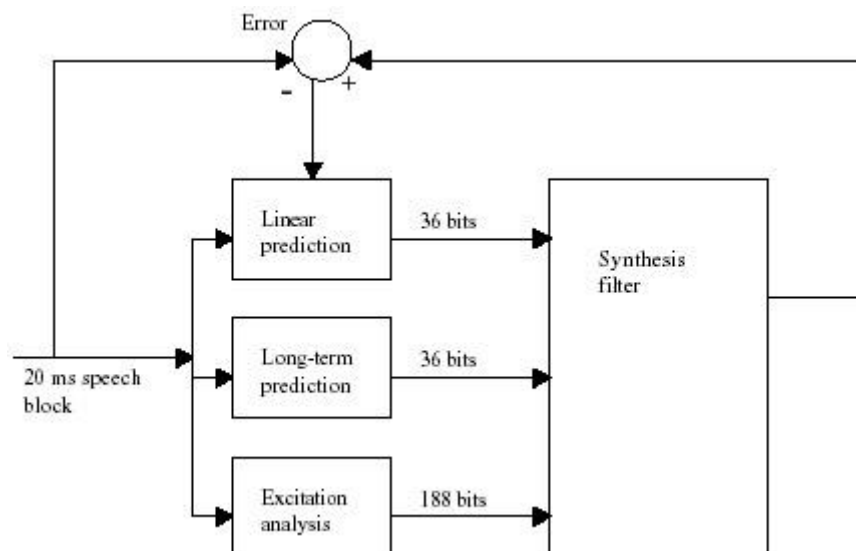 Error
-
+
Linear
prediction
36 bits
Synthesis
filter
20 ms speech
block
Long-term
prediction
36 bits
Excitation
analysis
188 bits